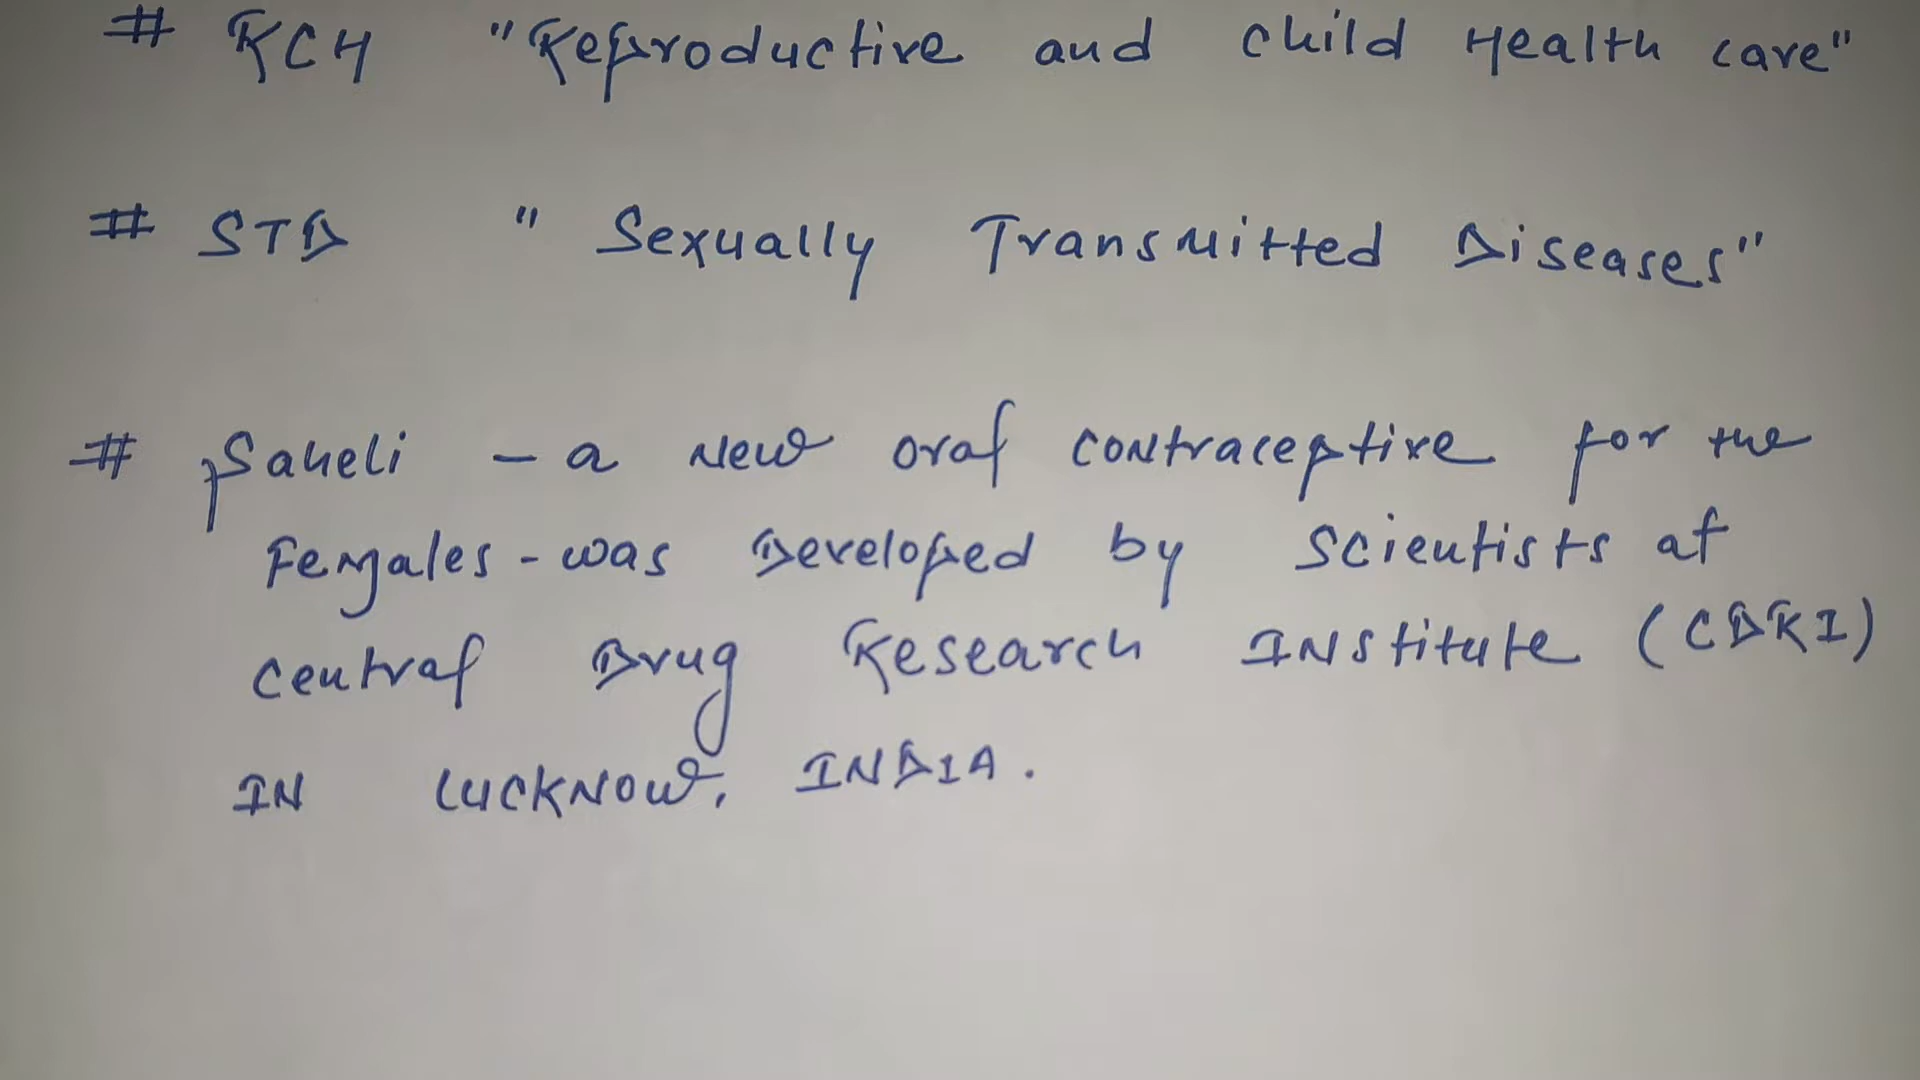 # RCH "Reproductive and child Health care"
# STD "Sexually Transmitted Diseases"
# Saheli - a New oral contraceptive for the
Females - was Developed by Scientists at
central Drug Research INstitute (CDRI)
IN LUCKNOW, INDIA.